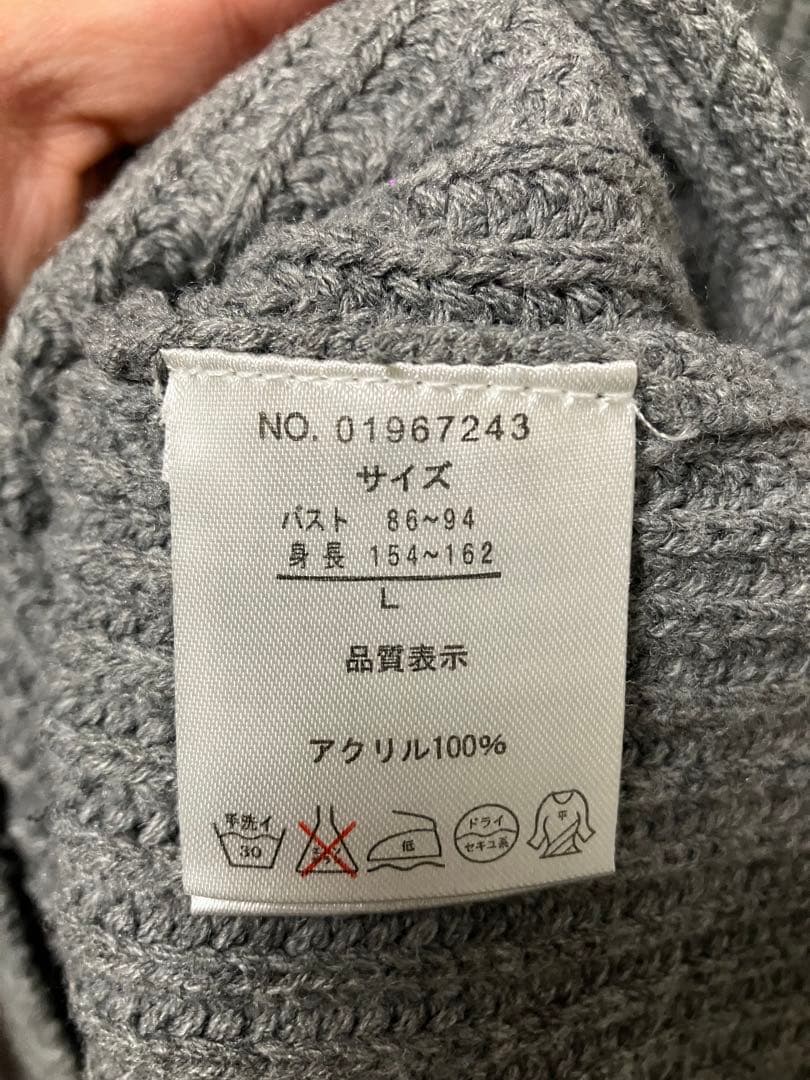 NO. 01967243
サイズ
バスト 86~94
身長 154~162
L
品質表示
アクリル100%
手洗イ 30
低
ドライ
セキユ系
平